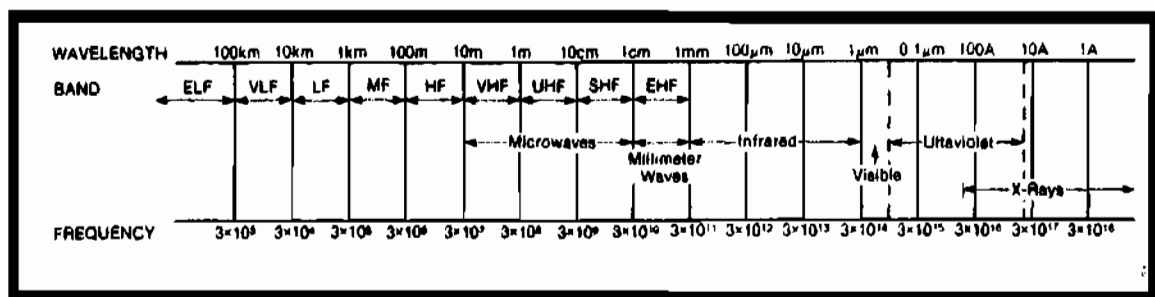 WAVELENGTH 100km 10km 1km 100m 10m 1m 10cm 1cm 1mm 100μm 10μm 1μm 0.1μm 100A 10A 1A
BAND ELF VLF LF MF HF VHF UHF SHF EHF
Microwaves Infrared Ultaviolet
Millimeter
Waves
Visible
X-Rays
FREQUENCY 3×10³ 3×10⁴ 3×10⁵ 3×10⁶ 3×10⁷ 3×10⁸ 3×10⁹ 3×10¹⁰ 3×10¹¹ 3×10¹² 3×10¹³ 3×10¹⁴ 3×10¹⁵ 3×10¹⁶ 3×10¹⁷ 3×10¹⁸